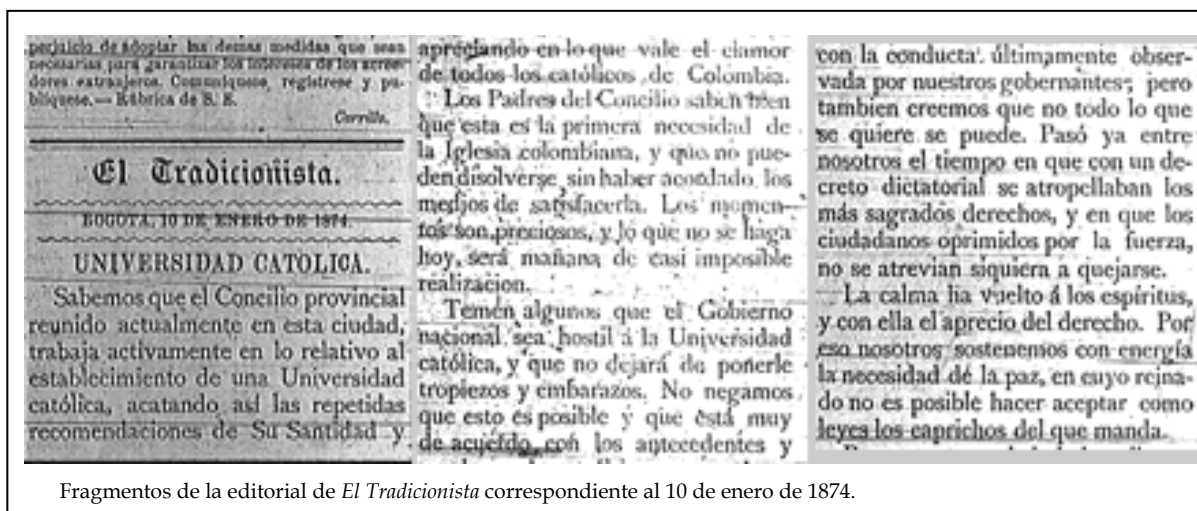 perjuicio de adoptar las demas medidas que sean
necesarias para garantizar los intereses de los acree-
dores extranjeros. Comuníquese, regístrese y pu-
blíquese.— Rúbrica de S. E.
Carrillo.
El Tradicionista.
BOGOTA, 10 DE ENERO DE 1874.
UNIVERSIDAD CATOLICA.
Sabemos que el Concilio provincial
reunido actualmente en esta ciudad,
trabaja activamente en lo relativo al
establecimiento de una Universidad
católica, acatando así las repetidas
recomendaciones de Su Santidad y
apreciando en lo que vale el clamor
de todos los católicos de Colombia.
Los Padres del Concilio saben bien
que esta es la primera necesidad de
la Iglesia colombiana, y que no pue-
den disolverse sin haber acordado los
medios de satisfacerla. Los momen-
tos son preciosos, y lo que no se haga
hoy, será mañana de casi imposible
realizacion.
Temen algunos que el Gobierno
nacional sea hostil á la Universidad
católica, y que no dejará de ponerle
tropiezos y embarazos. No negamos
que esto es posible y que está muy
de acuerdo con los antecedentes y
con la conducta últimamente obser-
vada por nuestros gobernantes; pero
tambien creemos que no todo lo que
se quiere se puede. Pasó ya entre
nosotros el tiempo en que con un de-
creto dictatorial se atropellaban los
más sagrados derechos, y en que los
ciudadanos oprimidos por la fuerza,
no se atrevian siquiera a quejarse.
La calma ha vuelto á los espíritus,
y con ella el aprecio del derecho. Por
eso nosotros sostenemos con energía
la necesidad de la paz, en cuyo reina-
do no es posible hacer aceptar como
leyes los caprichos del que manda.
Fragmentos de la editorial de El Tradicionista correspondiente al 10 de enero de 1874.